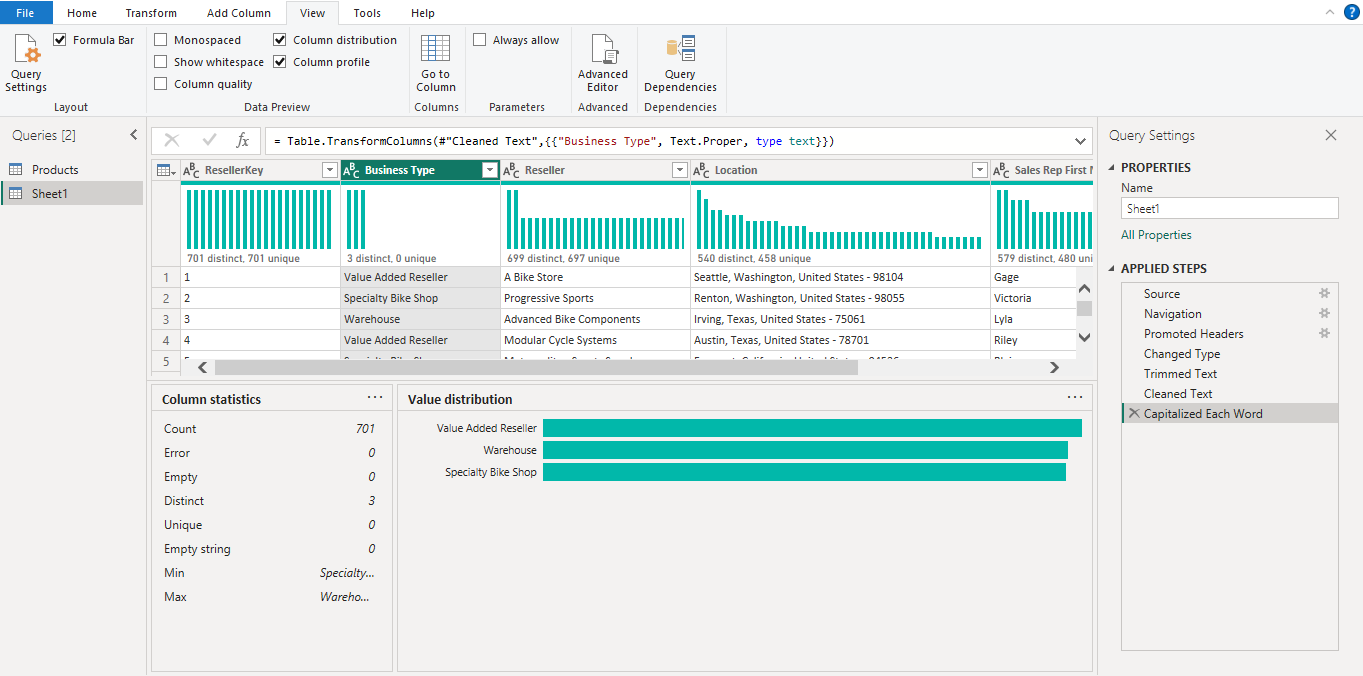 File Home Transform Add Column View Tools Help
Query Settings
Formula Bar
Layout
Monospaced
Show whitespace
Column quality
Column distribution
Column profile
Data Preview
Go to Column
Columns
Always allow
Parameters
Advanced Editor
Advanced
Query Dependencies
Dependencies
Queries [2]
Products
Sheet1
fx
= Table.TransformColumns(#"Cleaned Text",{{"Business Type", Text.Proper, type text}})
ABC ResellerKey ABC Business Type ABC Reseller ABC Location ABC Sales Rep First
701 distinct, 701 unique 3 distinct, 0 unique 699 distinct, 697 unique 540 distinct, 458 unique 579 distinct, 480 uni
1 1 Value Added Reseller A Bike Store Seattle, Washington, United States - 98104 Gage
2 2 Specialty Bike Shop Progressive Sports Renton, Washington, United States - 98055 Victoria
3 3 Warehouse Advanced Bike Components Irving, Texas, United States - 75061 Lyla
4 4 Value Added Reseller Modular Cycle Systems Austin, Texas, United States - 78701 Riley
5
Column statistics
Count 701
Error 0
Empty 0
Distinct 3
Unique 0
Empty string 0
Min Specialty...
Max Wareho...
Value distribution
Value Added Reseller
Warehouse
Specialty Bike Shop
Query Settings
PROPERTIES
Name
Sheet1
All Properties
APPLIED STEPS
Source
Navigation
Promoted Headers
Changed Type
Trimmed Text
Cleaned Text
Capitalized Each Word